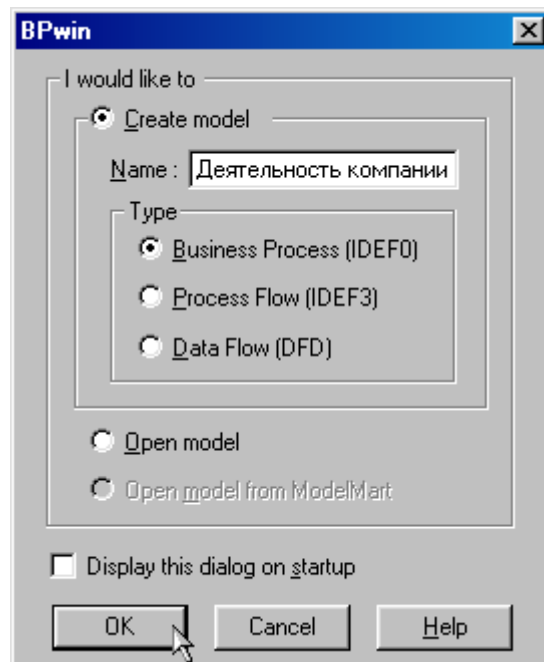 BPwin
I would like to
Create model
Name : Деятельность компании
Type
Business Process (IDEF0)
Process Flow (IDEF3)
Data Flow (DFD)
Open model
Open model from ModelMart
Display this dialog on startup
OK Cancel Help